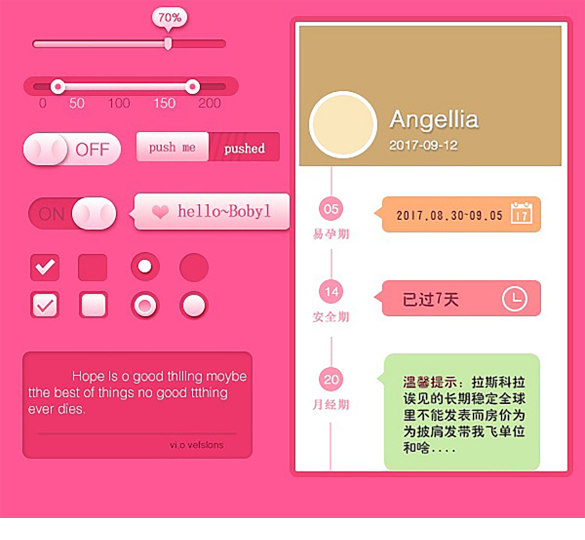 70%
0 50 100 150 200
OFF
push me pushed
ON
hello~Boby1
Hope is o good thIIng moybe
tthe best of things no good ttthing
ever dies.
vi.o vefsIons
Angellia
2017-09-12
05
易孕期
2017.08.30-09.05
17
14
安全期
已过7天
20
月经期
温馨提示：拉斯科拉
诶见的长期稳定全球
里不能发表而房价为
为披肩发带我飞单位
和啥....